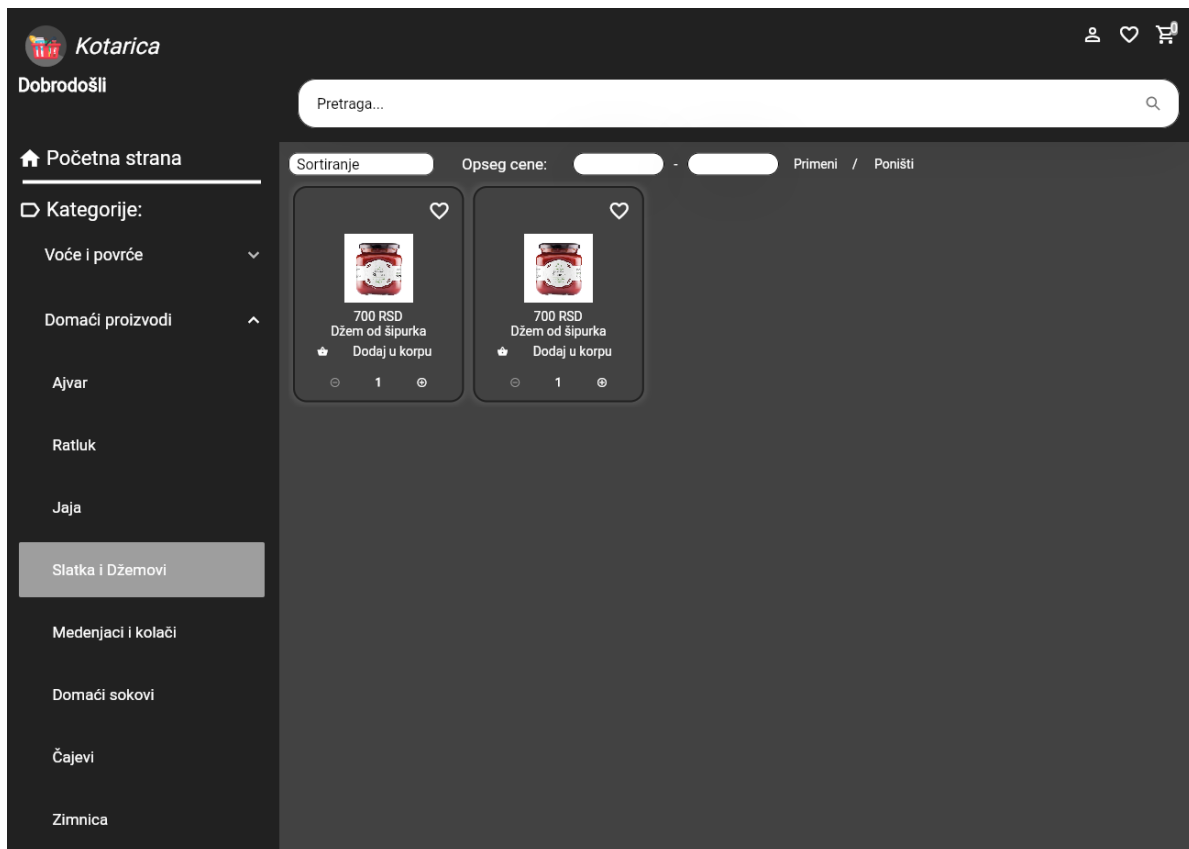 Kotarica
Dobrodošli
Pretraga...
Početna strana
Kategorije:
Voće i povrće
Domaći proizvodi
Ajvar
Ratluk
Jaja
Slatka i Džemovi
Medenjaci i kolači
Domaći sokovi
Čajevi
Zimnica
Sortiranje Opseg cene: - Primeni / Poništi
700 RSD
Džem od šipurka
Dodaj u korpu
1
700 RSD
Džem od šipurka
Dodaj u korpu
1